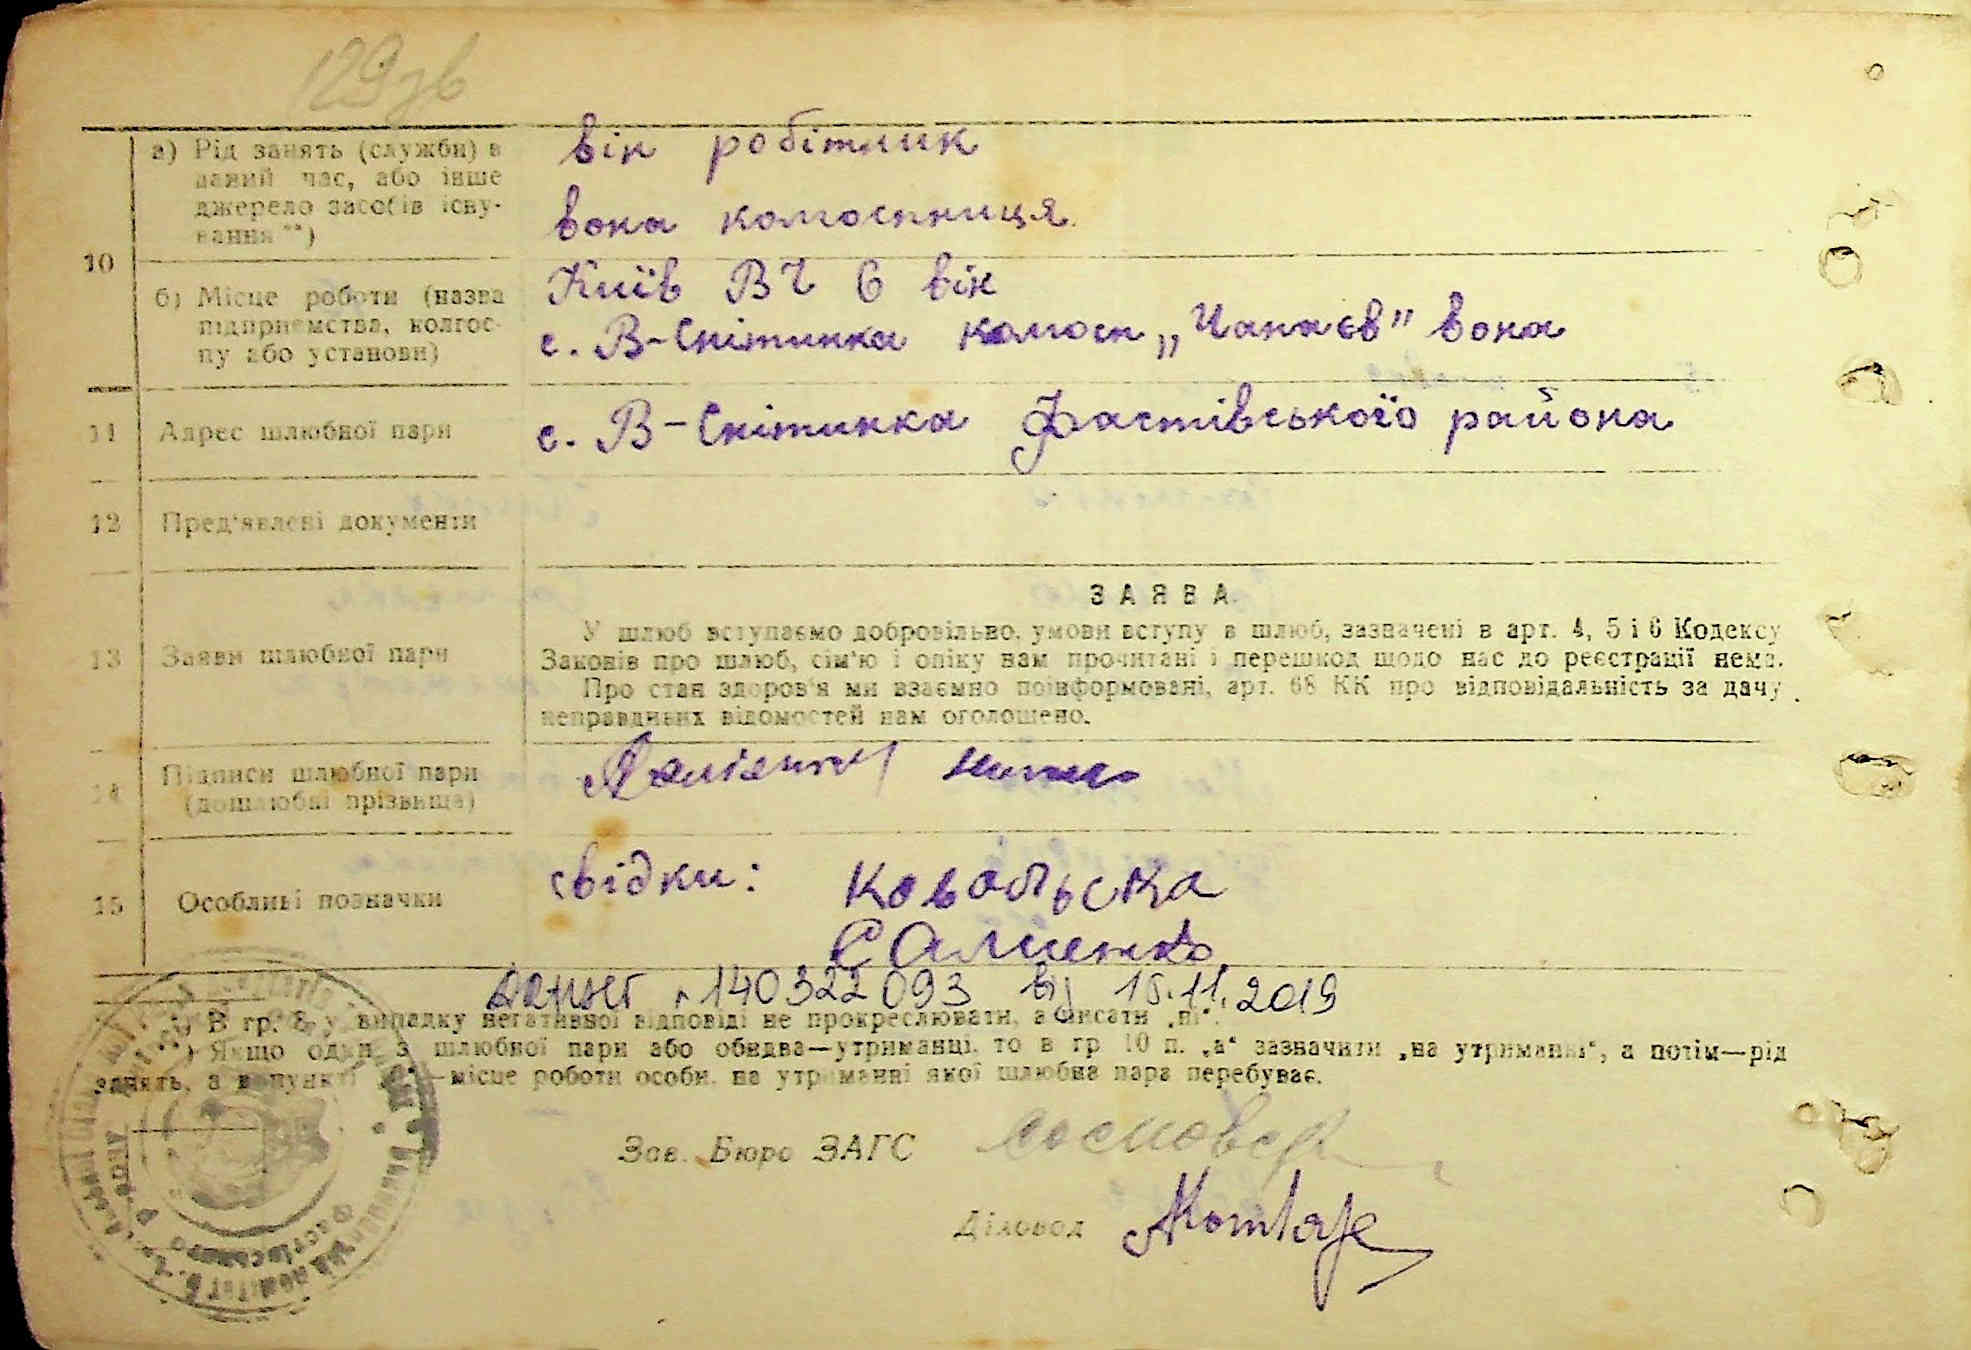 129зв
а) Рід занять (служби) в
даний час, або інше
джерело засобів існу-
вання **)
він робітник
вона колгоспниця
10
б) Місце роботи (назва
підприємства, колгос-
пу або установи)
Київ ВЧ 6 він
с. В-Снітинка колгосп „Чапаєв" вона
11 Адрес шлюбної пари
с. В-Снітинка Фастівського района
12 Пред'явлені документи
13 Заяви шлюбної пари
ЗАЯВА
У шлюб вступаємо добровільно, умови вступу в шлюб, зазначені в арт. 4, 5 і 6 Кодексу
Законів про шлюб, сім'ю і опіку нам прочитані і перешкод щодо нас до реєстрації нема.
Про стан здоров'я ми взаємно поінформовані, арт. 68 КК про відповідальність за дачу
неправдивих відомостей нам оголошено.
14 Підписи шлюбної пари
(дошлюбні прізвища)
15 Особливі позначки
свідки: Ковальська
Салиенко
140322093 від 15.11.2019
*) В гр. 8 у випадку негативної відповіді не прокреслювати, а писати „ні".
**) Якщо один з шлюбної пари або обидва—утриманці, то в гр 10 п. „а" зазначити „на утриманні", а потім—рід
занять, а в пункті „б"—місце роботи особи, на утриманні якої шлюбна пара перебуває.
Зав. Бюро ЗАГС
Діловод
Фастівського